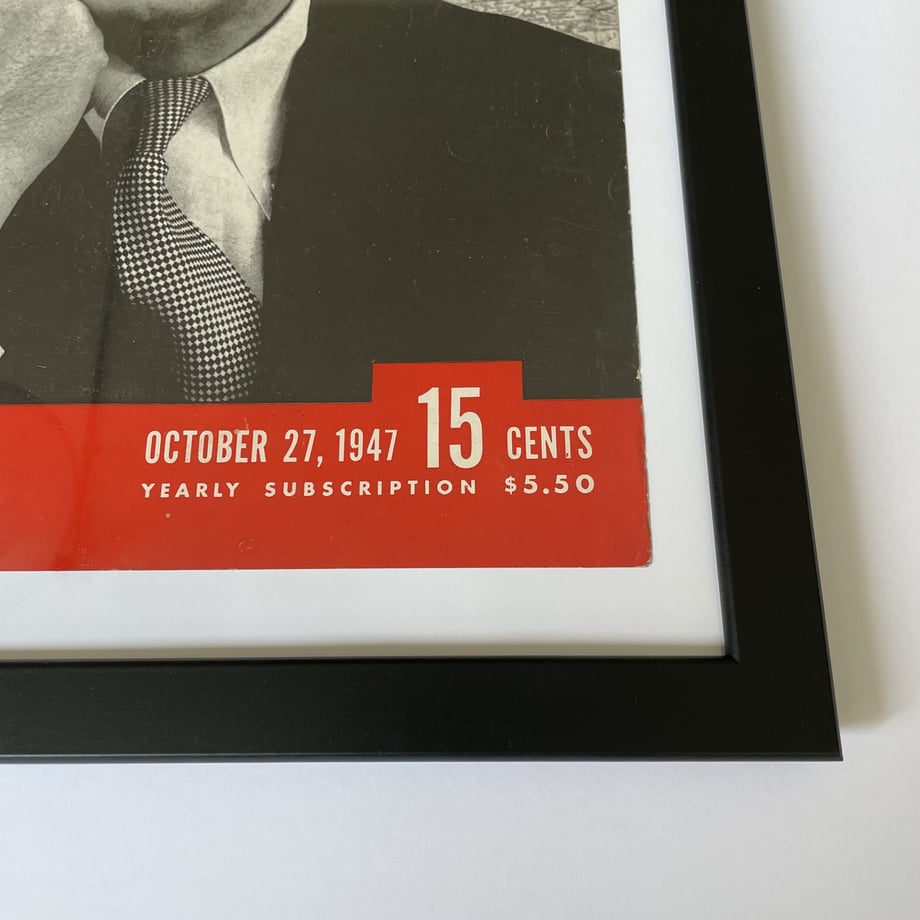 OCTOBER 27, 1947 15 CENTS
YEARLY SUBSCRIPTION $5.50